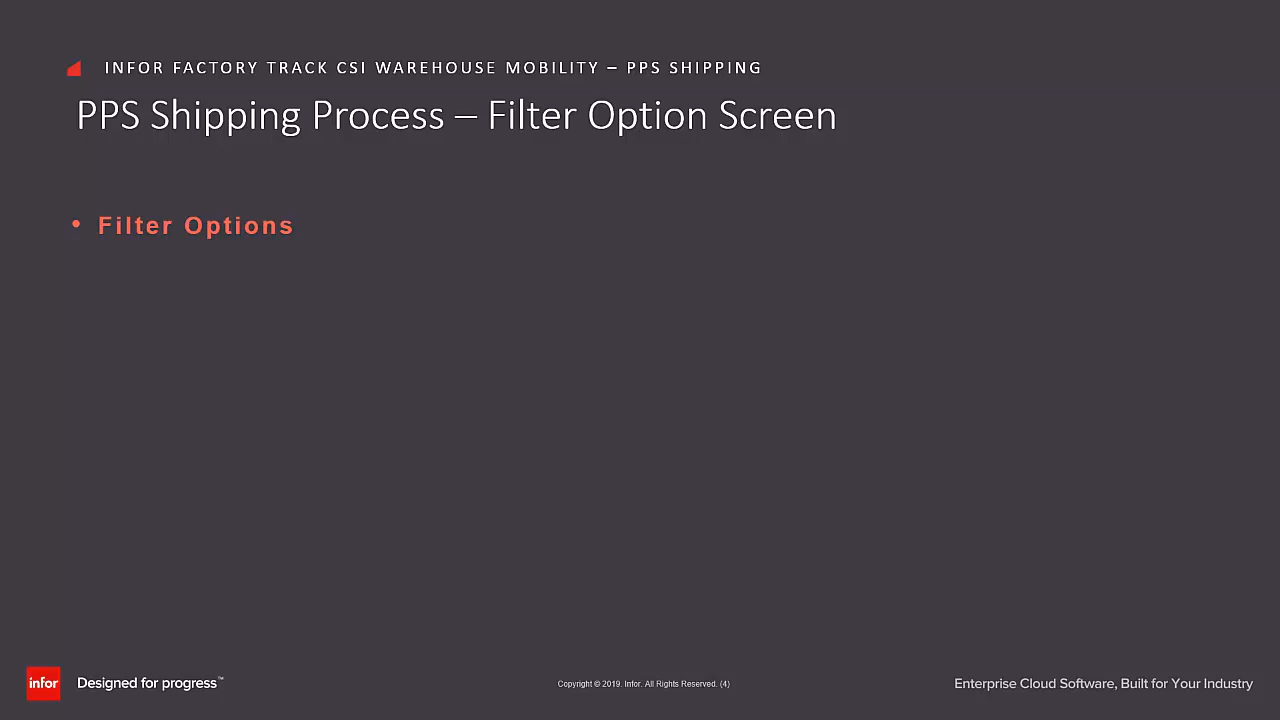 INFOR FACTORY TRACK CSI WAREHOUSE MOBILITY – PPS SHIPPING
PPS Shipping Process – Filter Option Screen
• Filter Options
infor
Designed for progress™
Copyright © 2019. Infor. All Rights Reserved. (4)
Enterprise Cloud Software, Built for Your Industry